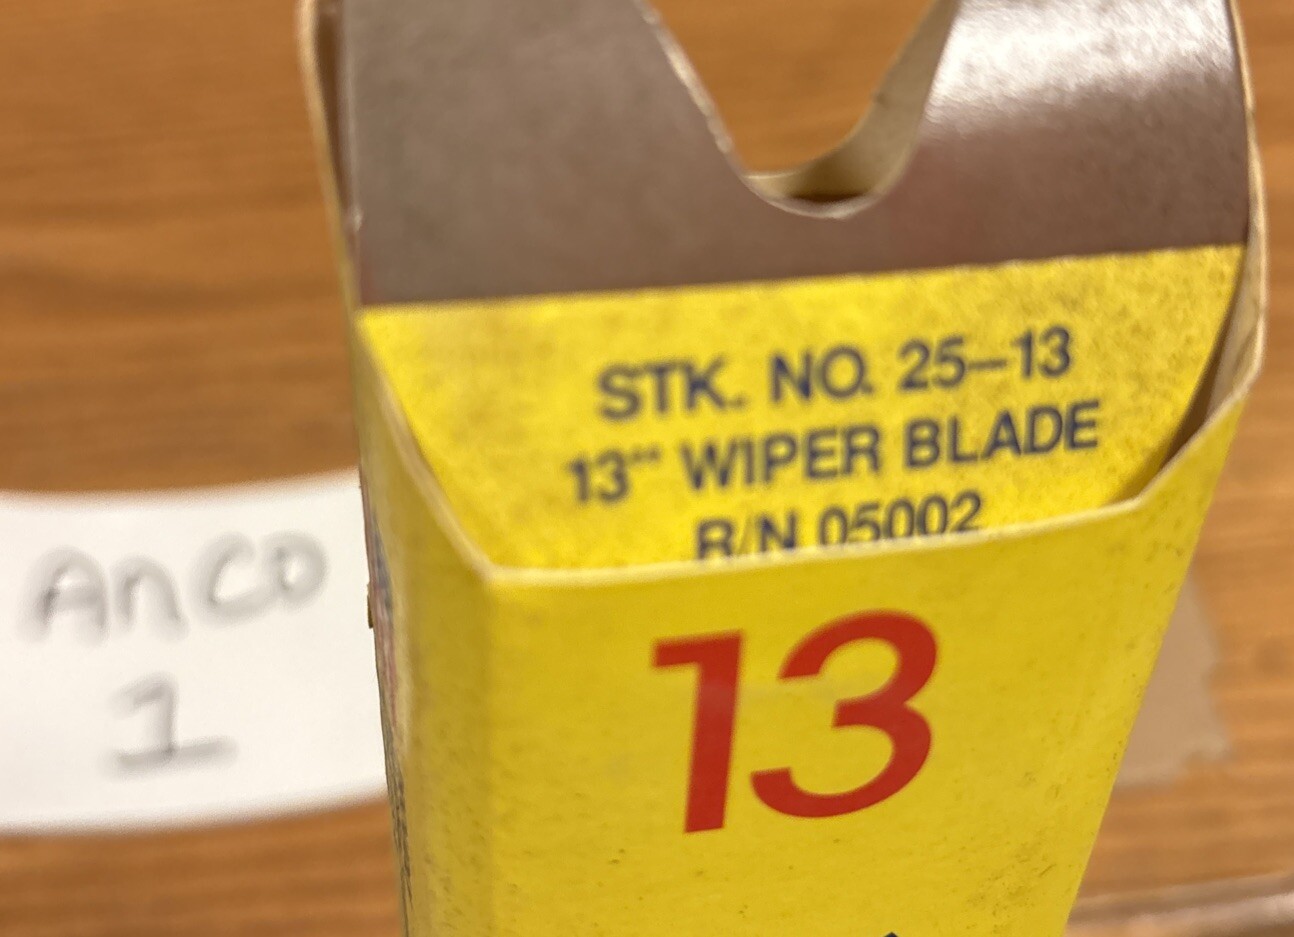 STK. NO. 25–13
13" WIPER BLADE
R/N 05002
13
ANCO
1